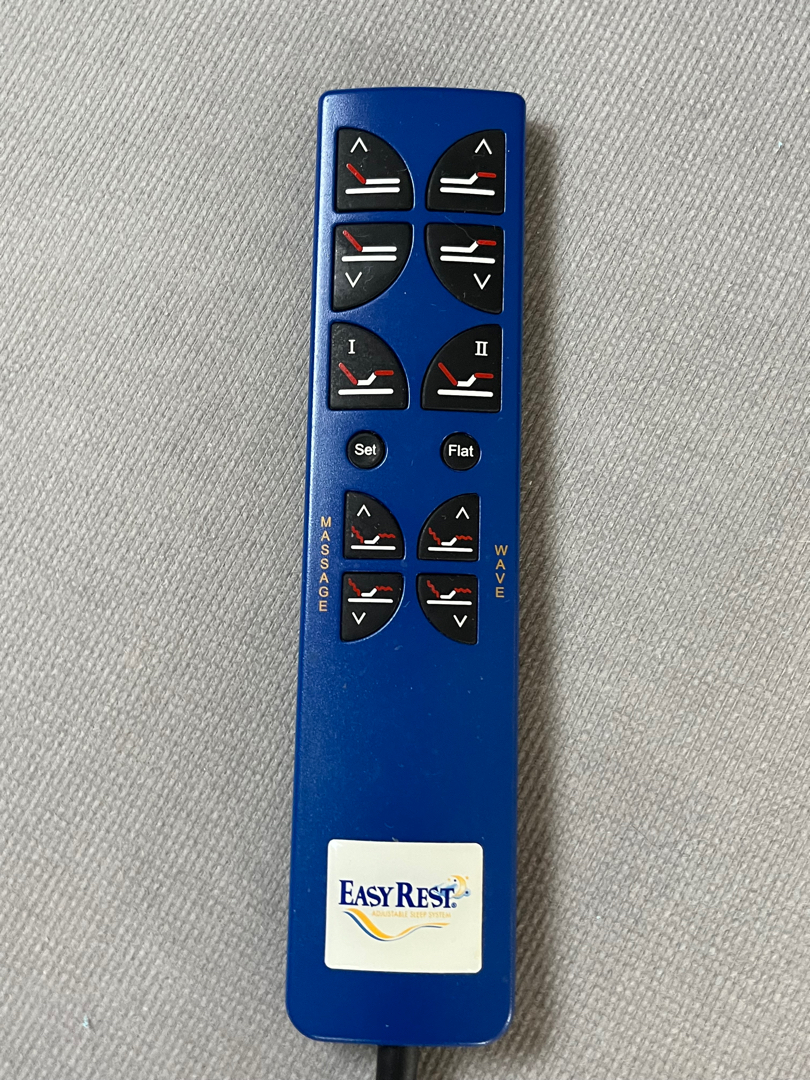 I II
Set Flat
MASSAGE
WAVE
EASY REST®
ADJUSTABLE SLEEP SYSTEM